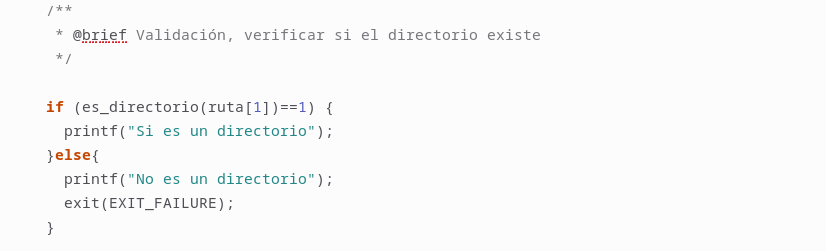 /**
 * @brief Validación, verificar si el directorio existe
 */
if (es_directorio(ruta[1])==1) {
  printf("Si es un directorio");
}else{
  printf("No es un directorio");
  exit(EXIT_FAILURE);
}